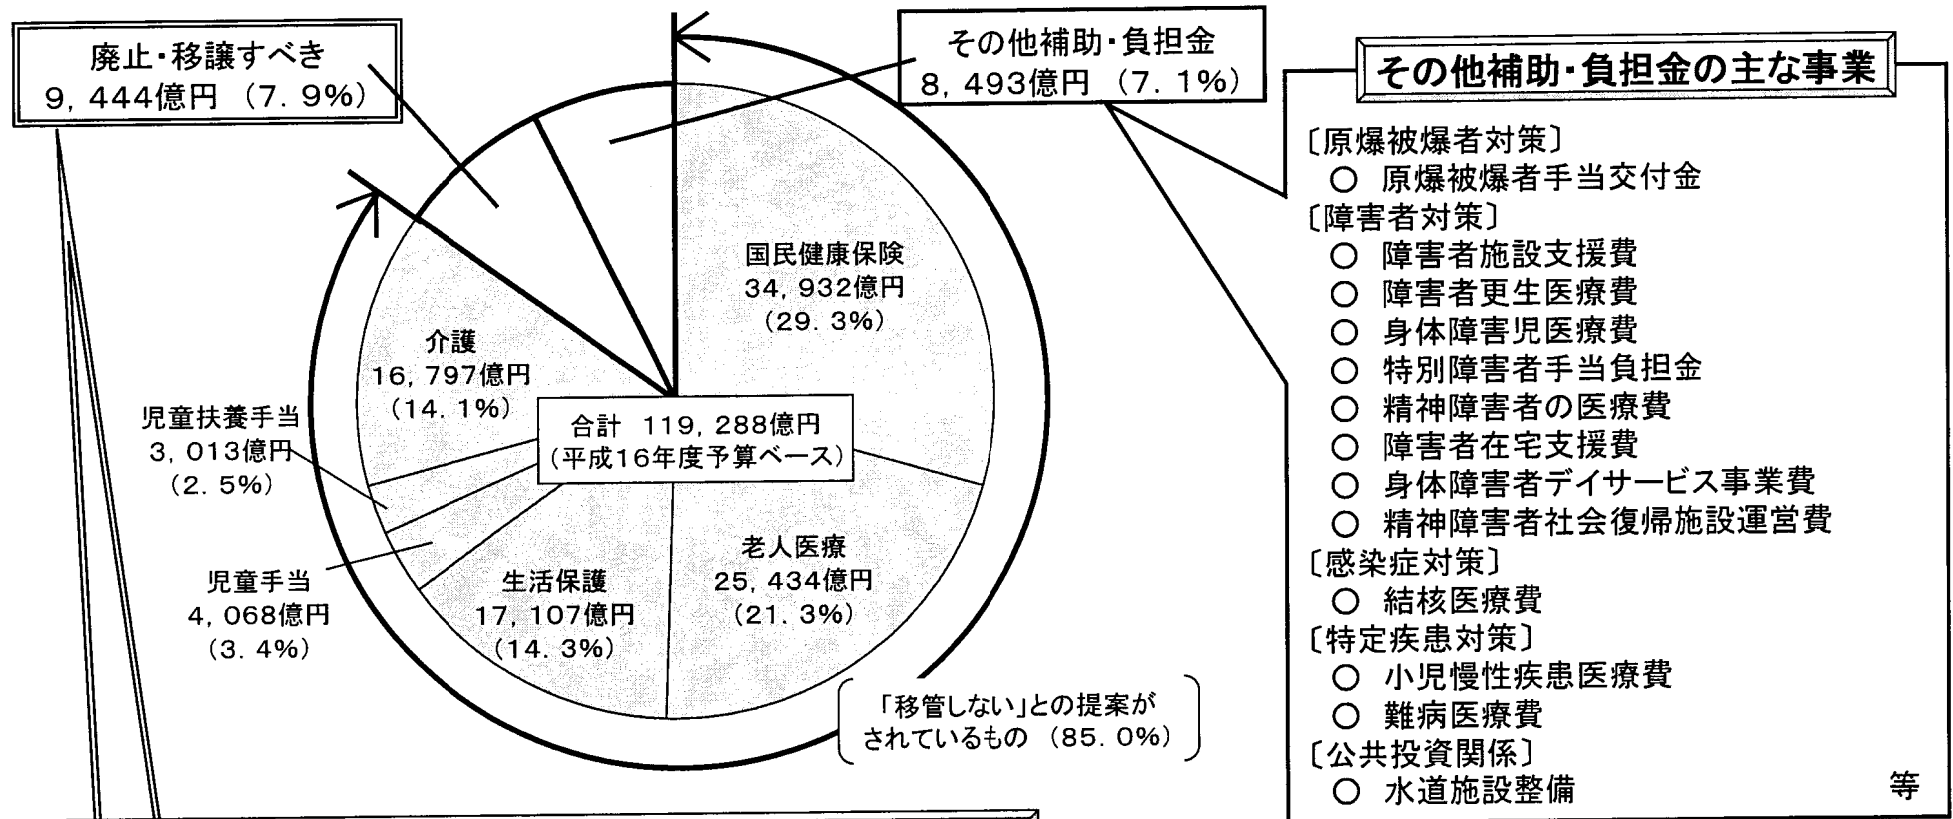 廃止・移譲すべき
9,444億円 (7.9%)
その他補助・負担金
8,493億円 (7.1%)
国民健康保険
34,932億円
(29.3%)
介護
16,797億円
(14.1%)
児童扶養手当
3,013億円
(2.5%)
合計 119,288億円
(平成16年度予算ベース)
児童手当
4,068億円
(3.4%)
生活保護
17,107億円
(14.3%)
老人医療
25,434億円
(21.3%)
「移管しない」との提案が
されているもの (85.0%)
その他補助・負担金の主な事業
〔原爆被爆者対策〕
○ 原爆被爆者手当交付金
〔障害者対策〕
○ 障害者施設支援費
○ 障害者更生医療費
○ 身体障害児医療費
○ 特別障害者手当負担金
○ 精神障害者の医療費
○ 障害者在宅支援費
○ 身体障害者デイサービス事業費
○ 精神障害者社会復帰施設運営費
〔感染症対策〕
○ 結核医療費
〔特定疾患対策〕
○ 小児慢性疾患医療費
○ 難病医療費
〔公共投資関係〕
○ 水道施設整備 等